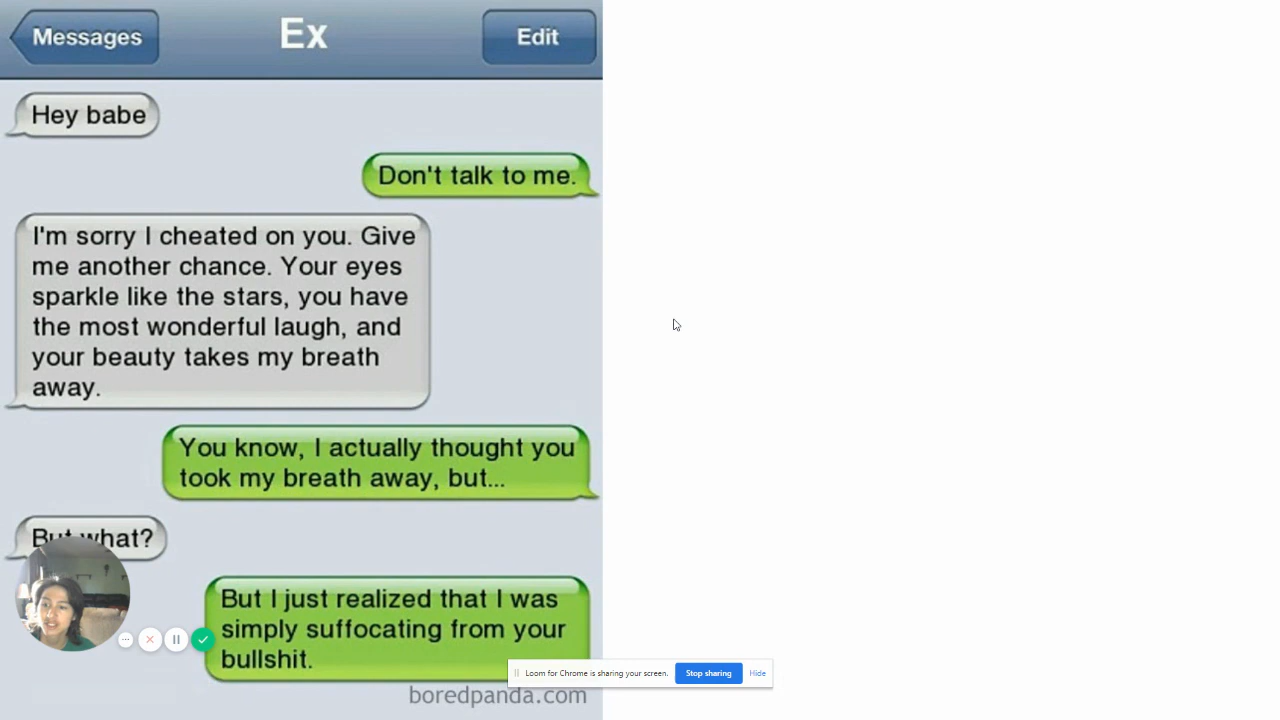 Messages
Ex
Edit
Hey babe
Don't talk to me.
I'm sorry I cheated on you. Give
me another chance. Your eyes
sparkle like the stars, you have
the most wonderful laugh, and
your beauty takes my breath
away.
You know, I actually thought you
took my breath away, but...
But what?
But I just realized that I was
simply suffocating from your
bullshit.
boredpanda.com
Loom for Chrome is sharing your screen.
Stop sharing
Hide